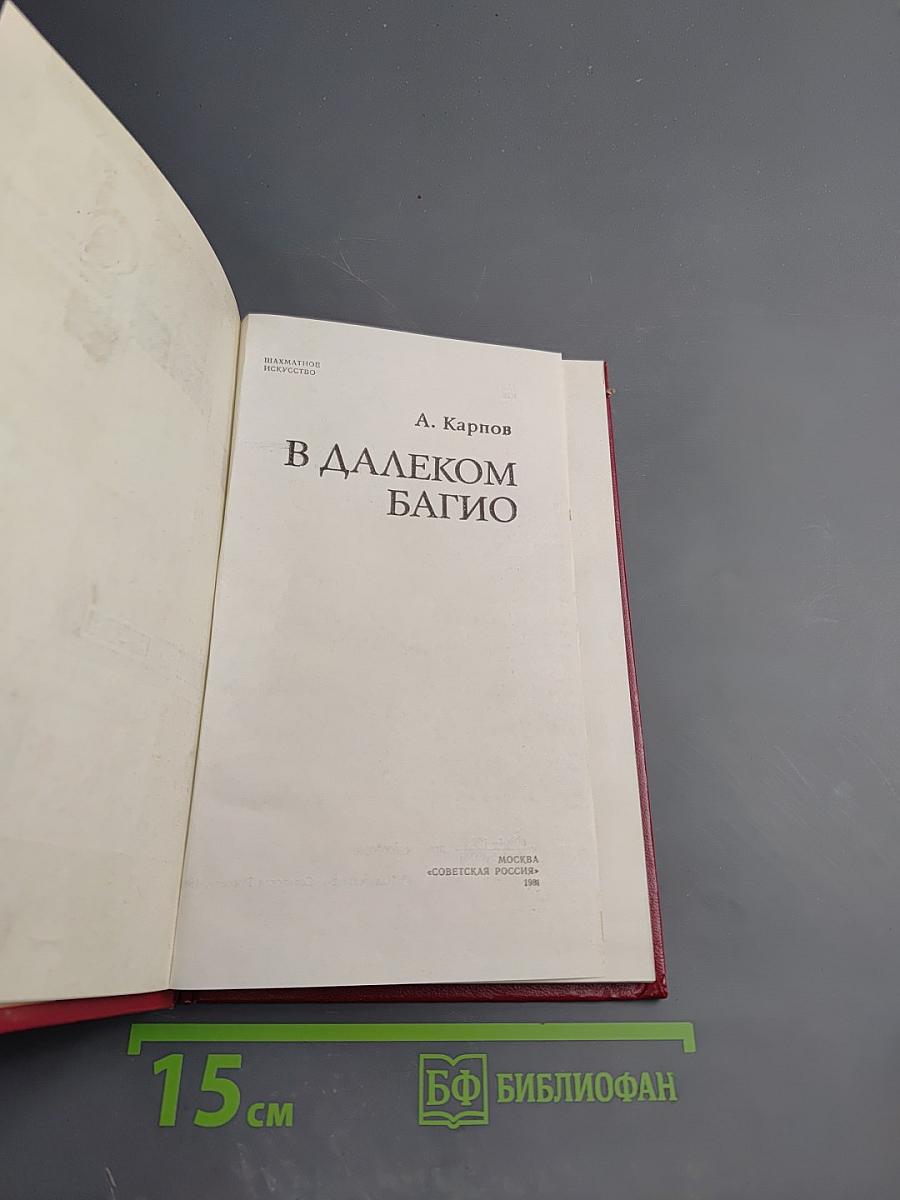 ШАХМАТНОЕ
ИСКУССТВО
А. Карпов
В ДАЛЕКОМ
БАГИО
МОСКВА
«СОВЕТСКАЯ РОССИЯ»
1981
15 см
БФ БИБЛИОФАН